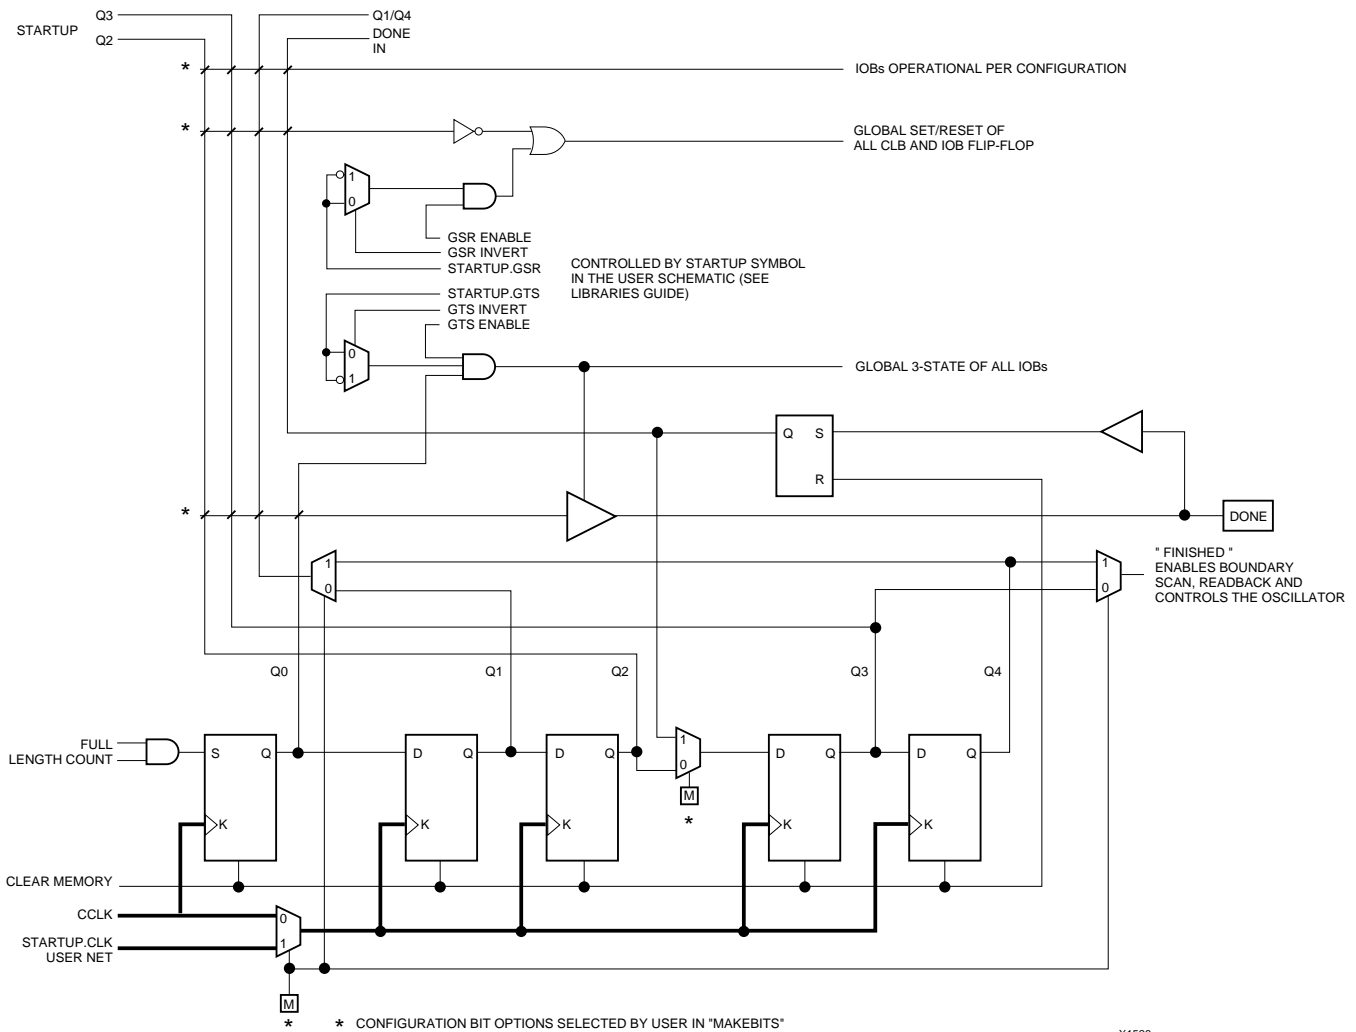 STARTUP
Q3
Q2
Q1/Q4
DONE
IN
*
IOBs OPERATIONAL PER CONFIGURATION
*
GLOBAL SET/RESET OF
ALL CLB AND IOB FLIP-FLOP
1
0
GSR ENABLE
GSR INVERT
STARTUP.GSR
CONTROLLED BY STARTUP SYMBOL
IN THE USER SCHEMATIC (SEE
LIBRARIES GUIDE)
STARTUP.GTS
GTS INVERT
GTS ENABLE
0
1
GLOBAL 3-STATE OF ALL IOBs
Q S
R
*
DONE
1
0
1
0
" FINISHED "
ENABLES BOUNDARY
SCAN, READBACK AND
CONTROLS THE OSCILLATOR
Q0
Q1
Q2
Q3
Q4
FULL
LENGTH COUNT
S Q
K
D Q
K
D Q
K
1
0
M
*
D Q
K
D Q
K
CLEAR MEMORY
CCLK
STARTUP.CLK
USER NET
0
1
M
*
* CONFIGURATION BIT OPTIONS SELECTED BY USER IN "MAKEBITS"